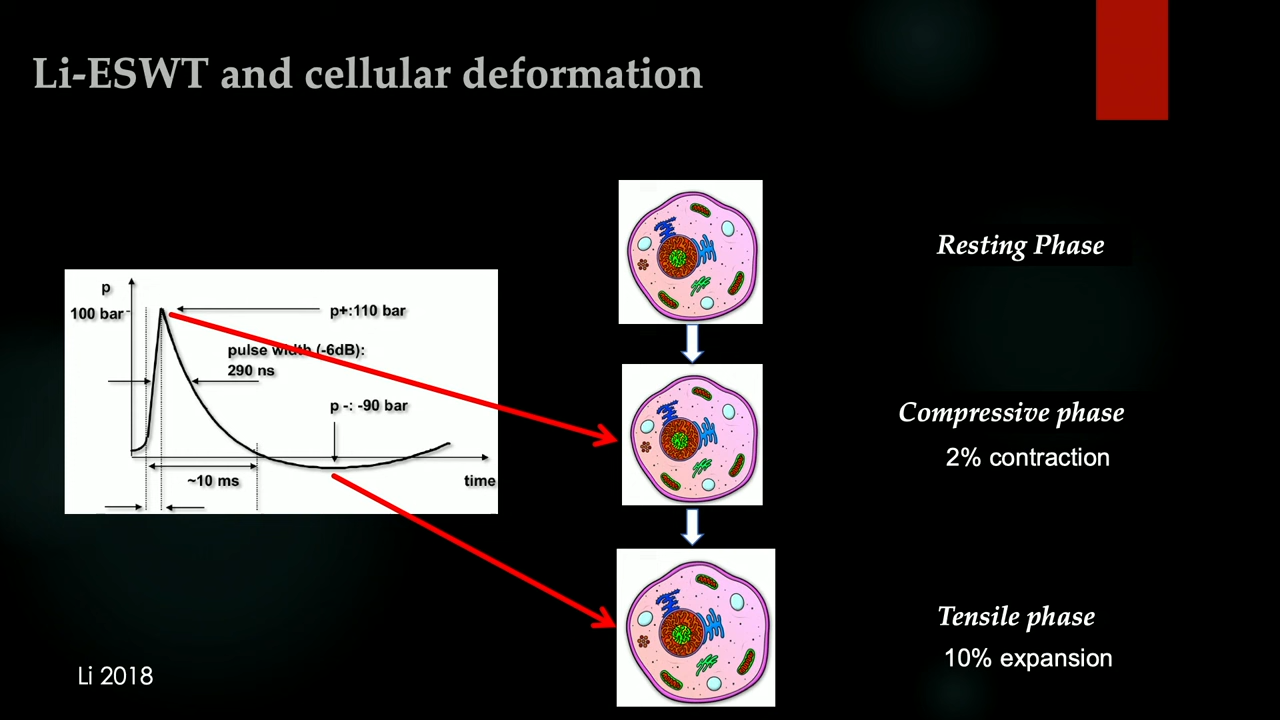 Li-ESWT and cellular deformation
p
100 bar
p+:110 bar
pulse width (-6dB):
290 ns
p -: -90 bar
~10 ms
time
Resting Phase
Compressive phase
2% contraction
Tensile phase
10% expansion
Li 2018